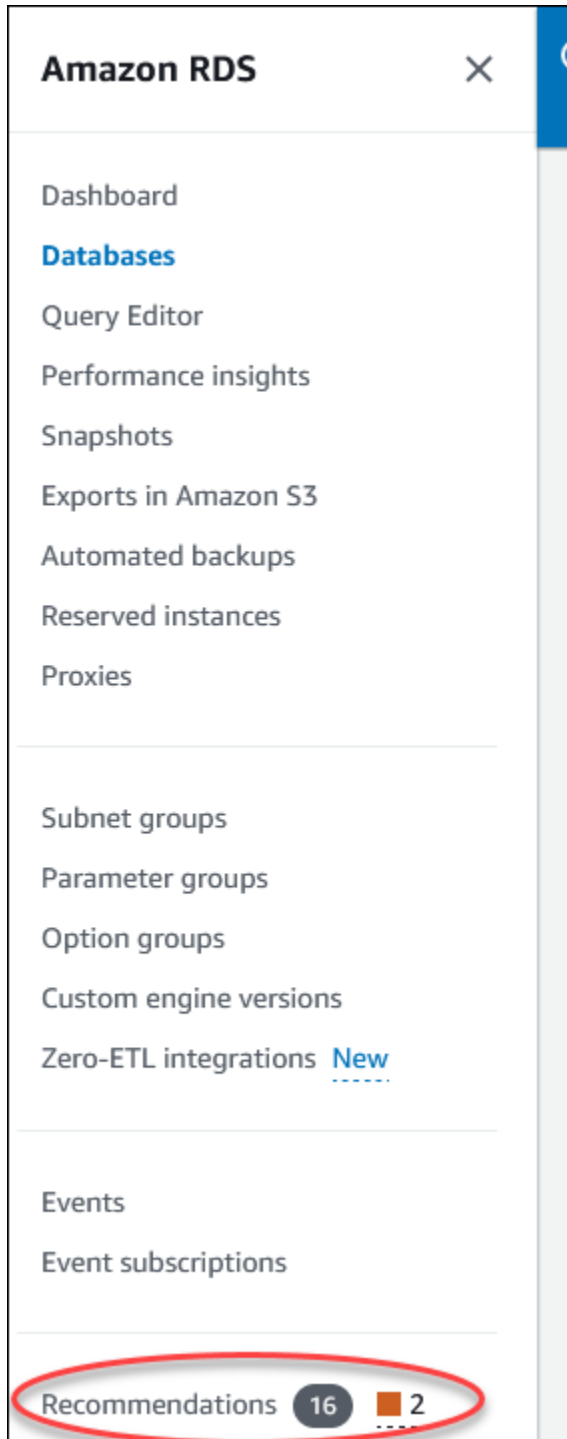 Amazon RDS
Dashboard
Databases
Query Editor
Performance insights
Snapshots
Exports in Amazon S3
Automated backups
Reserved instances
Proxies
Subnet groups
Parameter groups
Option groups
Custom engine versions
Zero-ETL integrations New
Events
Event subscriptions
Recommendations 16 2